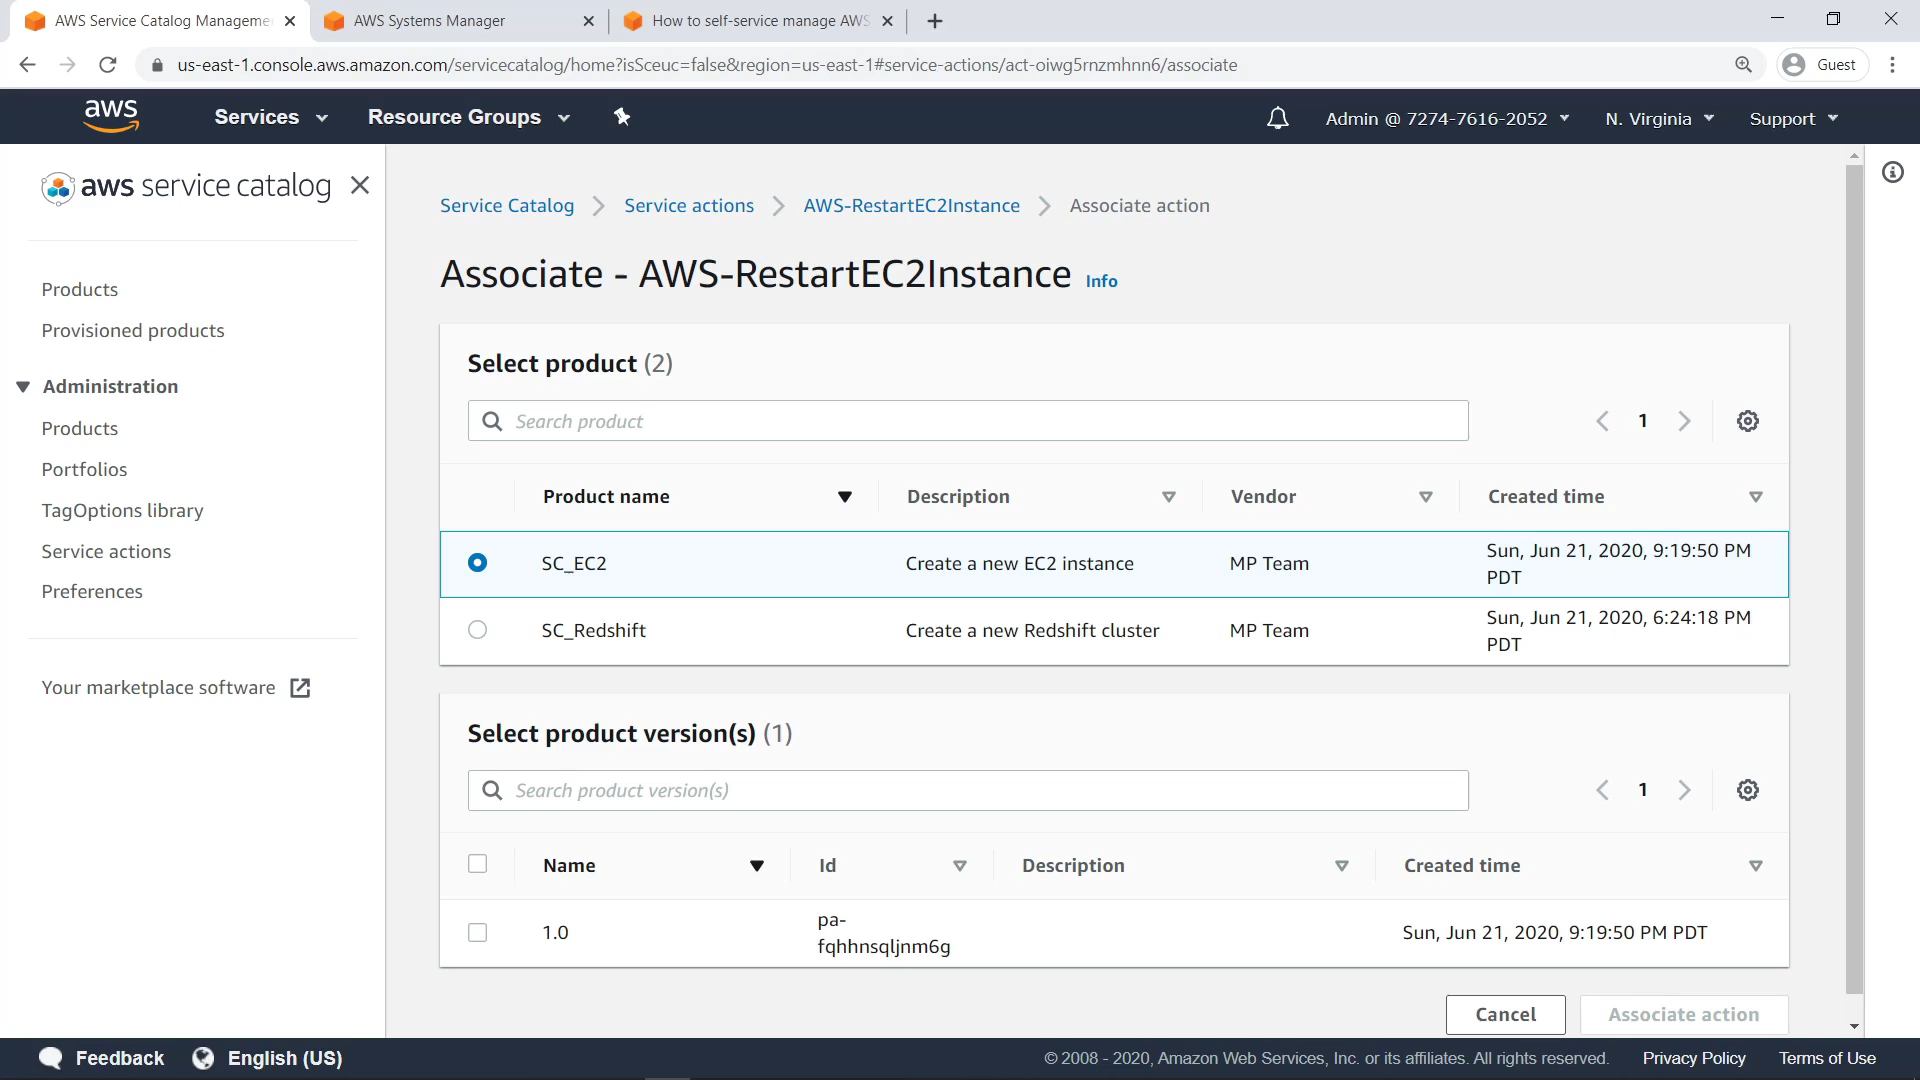 AWS Service Catalog Manageme
AWS Systems Manager
How to self-service manage AWS
us-east-1.console.aws.amazon.com/servicecatalog/home?isSceuc=false&region=us-east-1#service-actions/act-oiwg5rnzmhnn6/associate
Guest
aws
Services
Resource Groups
Admin @ 7274-7616-2052
N. Virginia
Support
aws service catalog
Products
Provisioned products
Administration
Products
Portfolios
TagOptions library
Service actions
Preferences
Your marketplace software
Service Catalog
Service actions
AWS-RestartEC2Instance
Associate action
Associate - AWS-RestartEC2Instance Info
Select product (2)
Search product
1
Product name
Description
Vendor
Created time
SC_EC2
Create a new EC2 instance
MP Team
Sun, Jun 21, 2020, 9:19:50 PM
PDT
SC_Redshift
Create a new Redshift cluster
MP Team
Sun, Jun 21, 2020, 6:24:18 PM
PDT
Select product version(s) (1)
Search product version(s)
1
Name
Id
Description
Created time
1.0
pa-
fqhhnsqljnm6g
Sun, Jun 21, 2020, 9:19:50 PM PDT
Cancel
Associate action
Feedback
English (US)
© 2008 - 2020, Amazon Web Services, Inc. or its affiliates. All rights reserved.
Privacy Policy
Terms of Use